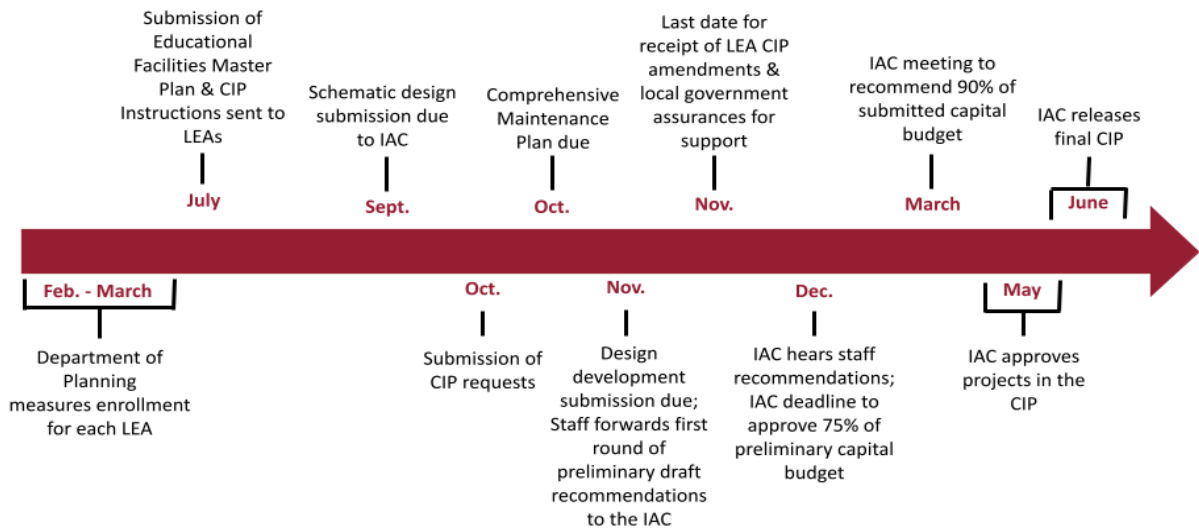 Submission of
Educational
Facilities Master
Plan & CIP
Instructions sent to
LEAs
July
Schematic design
submission due
to IAC
Sept.
Comprehensive
Maintenance
Plan due
Oct.
Last date for
receipt of LEA CIP
amendments &
local government
assurances for
support
Nov.
IAC meeting to
recommend 90% of
submitted capital
budget
March
IAC releases
final CIP
June
Feb. - March
Department of
Planning
measures enrollment
for each LEA
Oct.
Submission of
CIP requests
Nov.
Design
development
submission due;
Staff forwards first
round of
preliminary draft
recommendations
to the IAC
Dec.
IAC hears staff
recommendations;
IAC deadline to
approve 75% of
preliminary capital
budget
May
IAC approves
projects in the
CIP